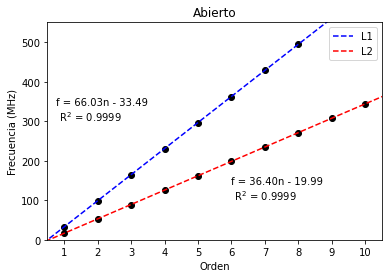 Abierto
500
400
300
200
100
0
Frecuencia (MHz)
L1
L2
f = 66.03n - 33.49
R² = 0.9999
f = 36.40n - 19.99
R² = 0.9999
1 2 3 4 5 6 7 8 9 10
Orden